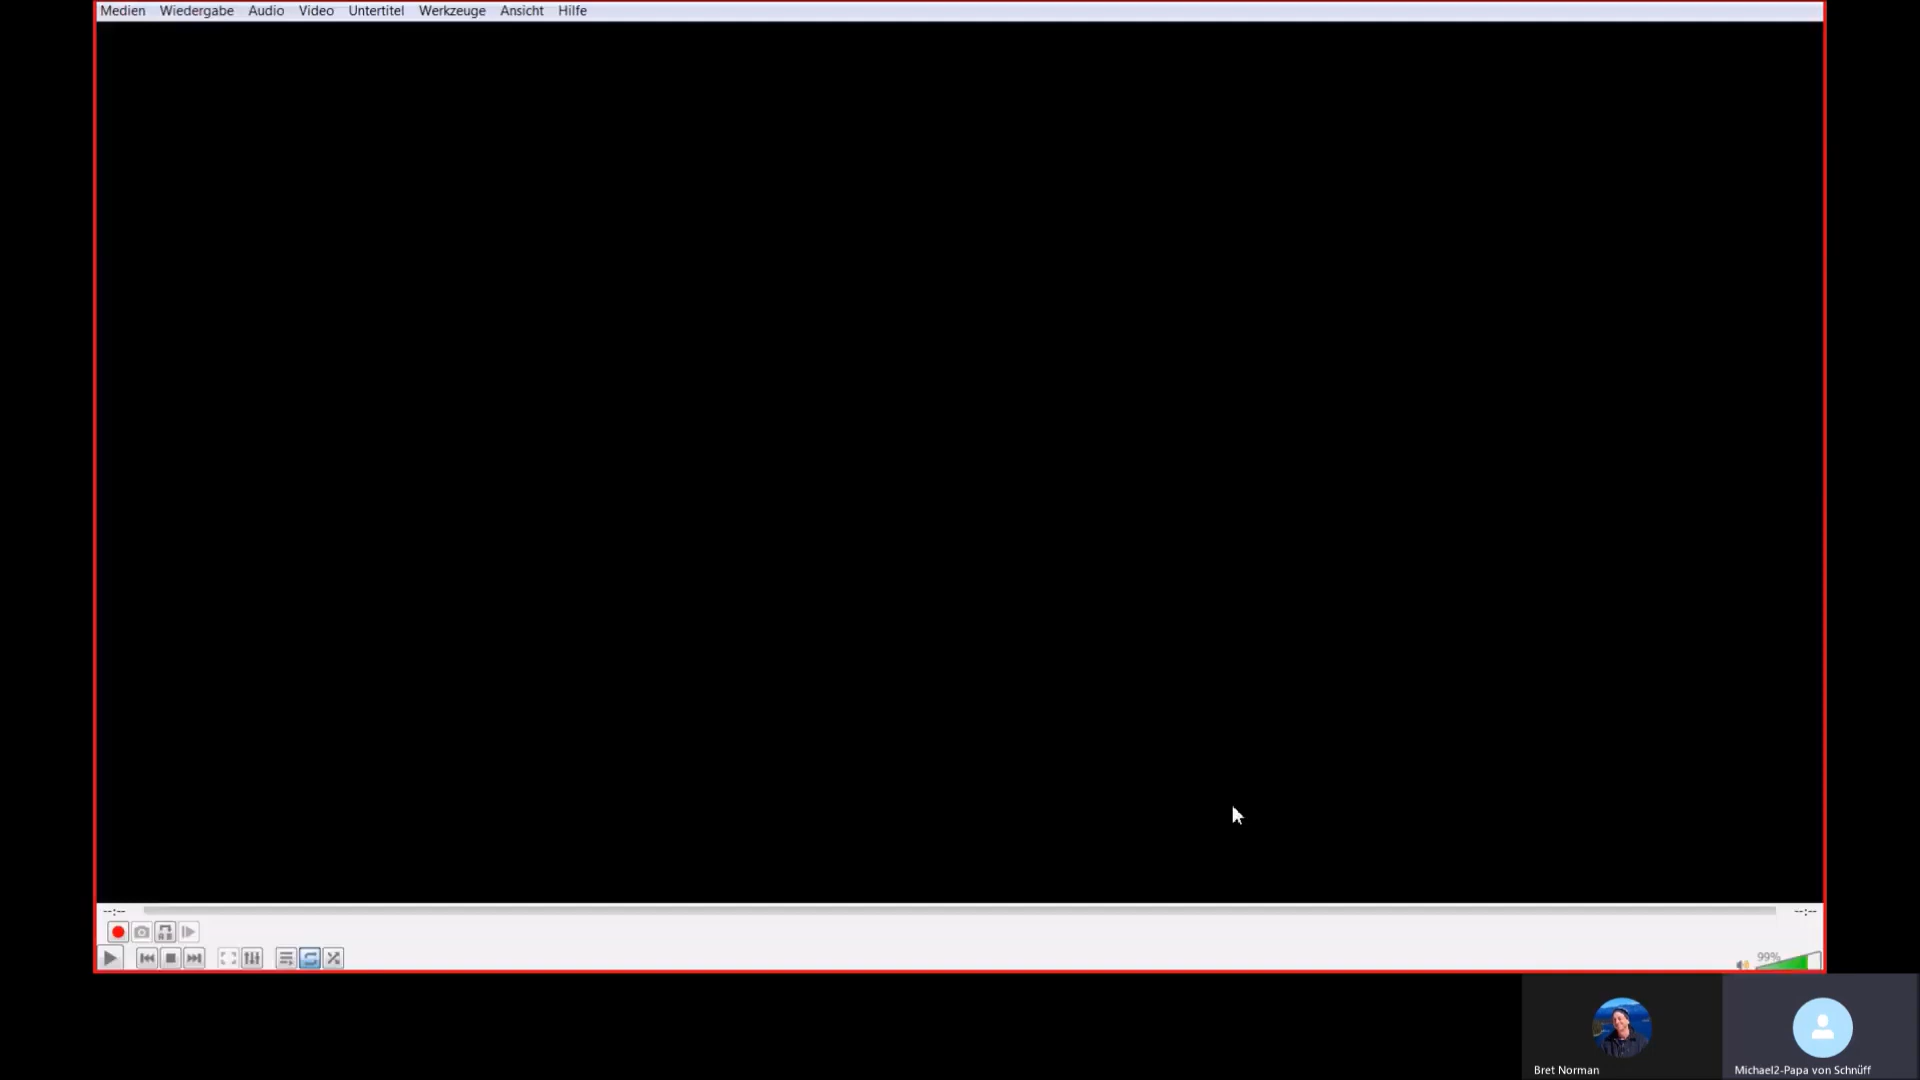 Medien Wiedergabe Audio Video Untertitel Werkzeuge Ansicht Hilfe
--:-- --:--
99%
Bret Norman Michael2-Papa von Schnüff